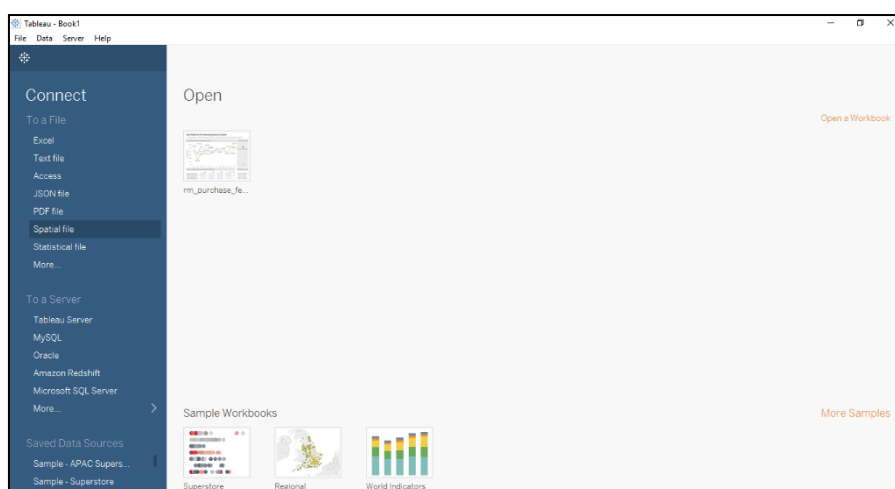 Tableau - Book1
File Data Server Help
Connect
To a File
Excel
Text file
Access
JSON file
PDF file
Spatial file
Statistical file
More...
To a Server
Tableau Server
MySQL
Oracle
Amazon Redshift
Microsoft SQL Server
More...
Saved Data Sources
Sample - APAC Supers...
Sample - Superstore
Open
Open a Workbook
rm_purchase_fe...
Sample Workbooks
More Samples
Superstore
Regional
World Indicators